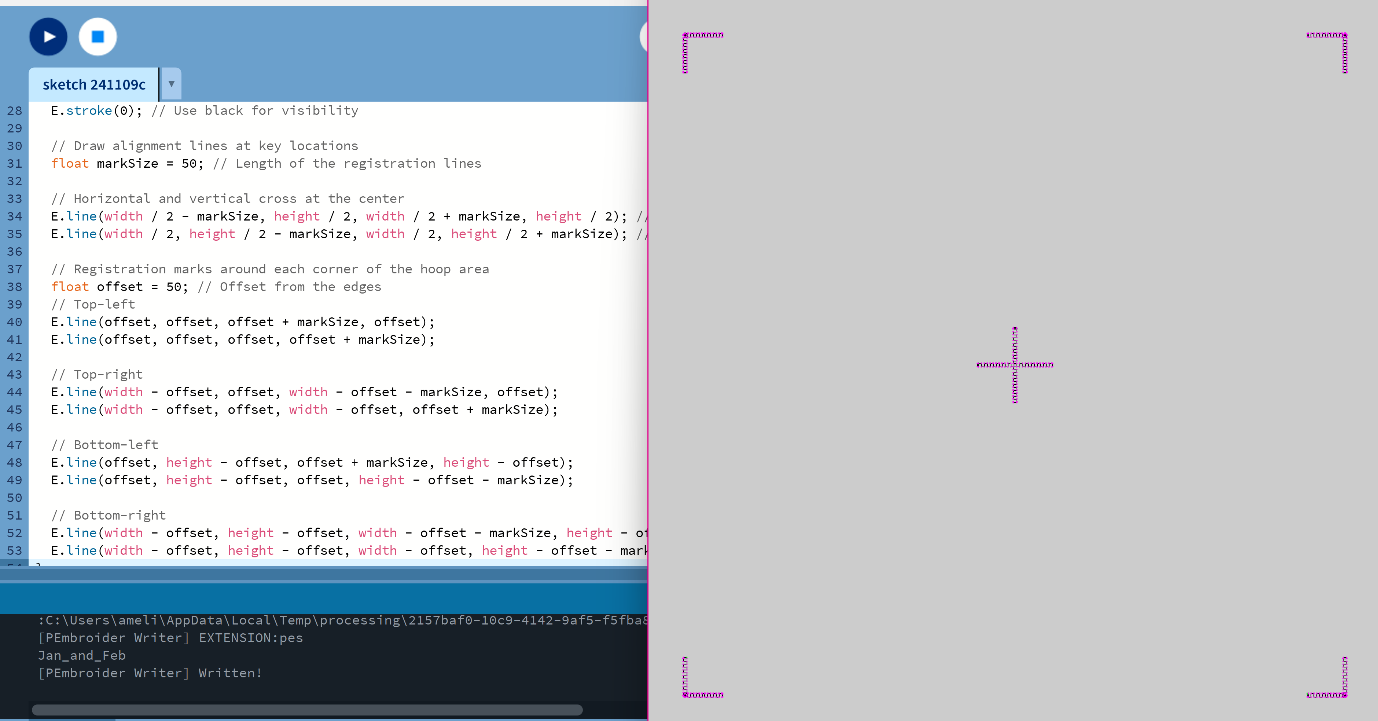 sketch 241109c
28 E.stroke(0); // Use black for visibility
29
30 // Draw alignment lines at key locations
31 float markSize = 50; // Length of the registration lines
32
33 // Horizontal and vertical cross at the center
34 E.line(width / 2 - markSize, height / 2, width / 2 + markSize, height / 2); //
35 E.line(width / 2, height / 2 - markSize, width / 2, height / 2 + markSize); //
36
37 // Registration marks around each corner of the hoop area
38 float offset = 50; // Offset from the edges
39 // Top-left
40 E.line(offset, offset, offset + markSize, offset);
41 E.line(offset, offset, offset, offset + markSize);
42
43 // Top-right
44 E.line(width - offset, offset, width - offset - markSize, offset);
45 E.line(width - offset, offset, width - offset, offset + markSize);
46
47 // Bottom-left
48 E.line(offset, height - offset, offset + markSize, height - offset);
49 E.line(offset, height - offset, offset, height - offset - markSize);
50
51 // Bottom-right
52 E.line(width - offset, height - offset, width - offset - markSize, height - of
53 E.line(width - offset, height - offset, width - offset, height - offset - mark
:C:\Users\ameli\AppData\Local\Temp\processing\2157baf0-10c9-4142-9af5-f5fba8
[PEmbroider Writer] EXTENSION:pes
Jan_and_Feb
[PEmbroider Writer] Written!